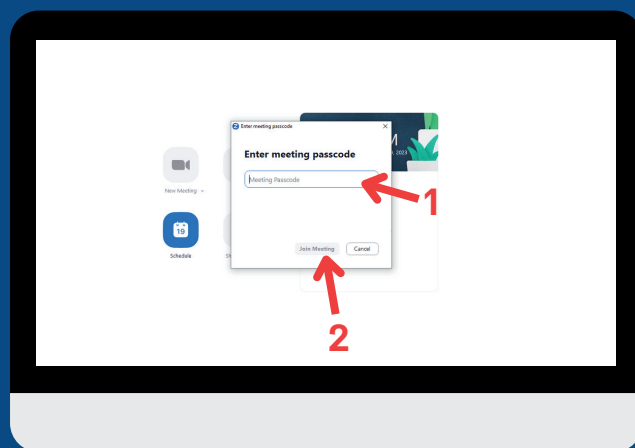 Enter meeting passcode
Enter meeting passcode
Meeting Passcode
1
New Meeting
19
Schedule
Join Meeting
Cancel
2